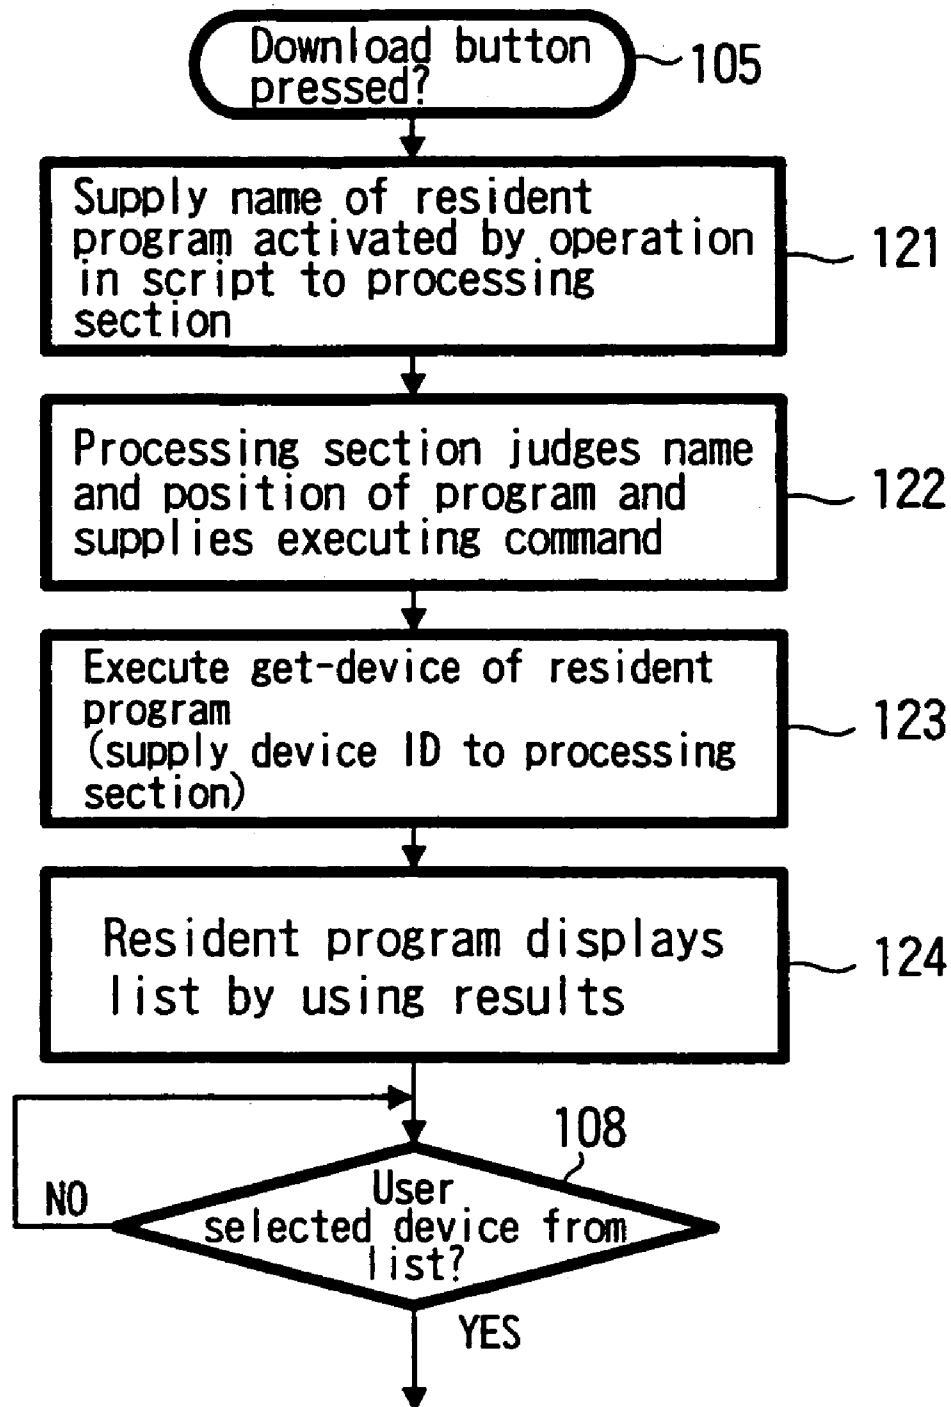 Download button
pressed?
105
Supply name of resident
program activated by operation
in script to processing
section
121
Processing section judges name
and position of program and
supplies executing command
122
Execute get-device of resident
program
(supply device ID to processing
section)
123
Resident program displays
list by using results
124
108
NO
User
selected device from
list?
YES